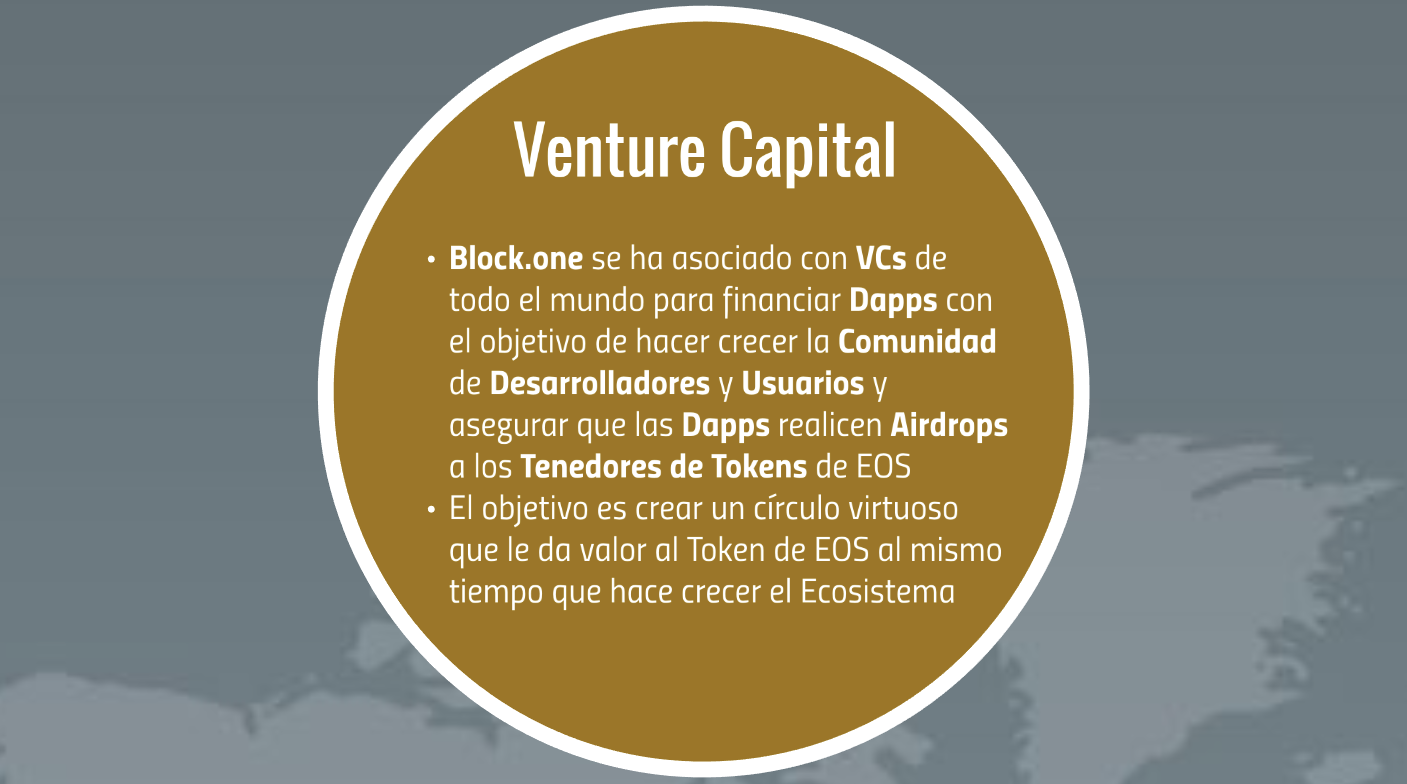 Venture Capital
• Block.one se ha asociado con VCs de
todo el mundo para financiar Dapps con
el objetivo de hacer crecer la Comunidad
de Desarrolladores y Usuarios y
asegurar que las Dapps realicen Airdrops
a los Tenedores de Tokens de EOS
• El objetivo es crear un círculo virtuoso
que le da valor al Token de EOS al mismo
tiempo que hace crecer el Ecosistema